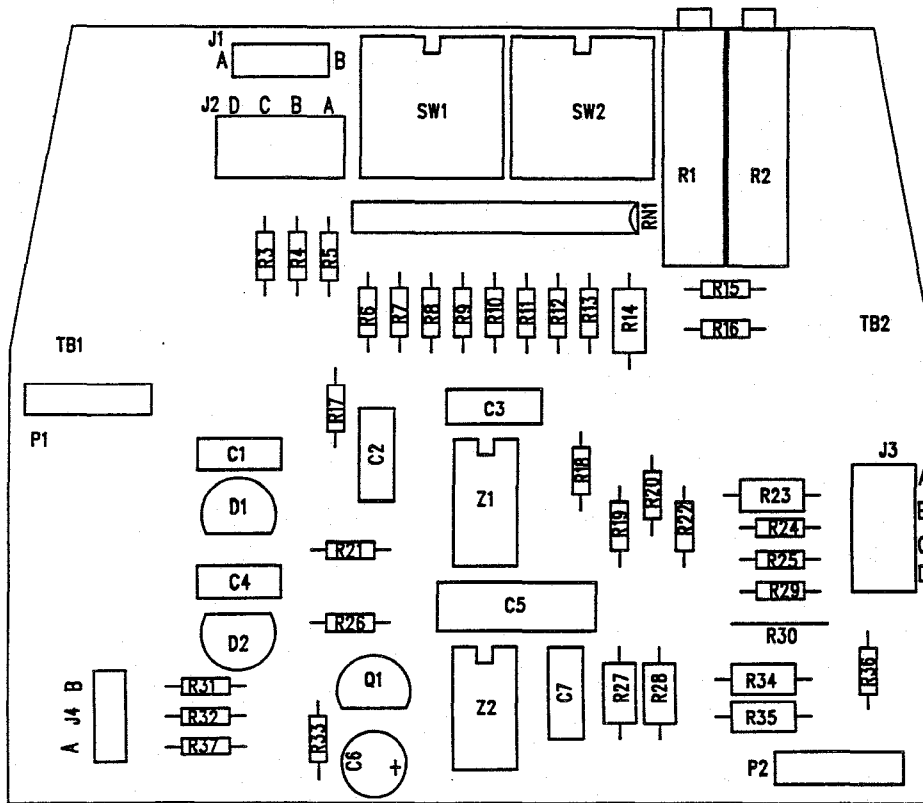 J1
A B
J2 D C B A
SW1 SW2
R1 R2
RN1
R3 R4 R5
R6 R7 R8 R9 R10 R11 R12 R13 R14
R15
R16
TB1 TB2
R17
C3
P1
C1 C2
R18
J3
A
Z1
D1
R19 R20 R22
R23
R24
R21
R25
C
C4
R29
D
C5
R26
R30
D2
R36
B
J4
A
R31
R32
R37
Q1
Z2
C7
R27 R28
R34
R35
R33
C6 +
P2